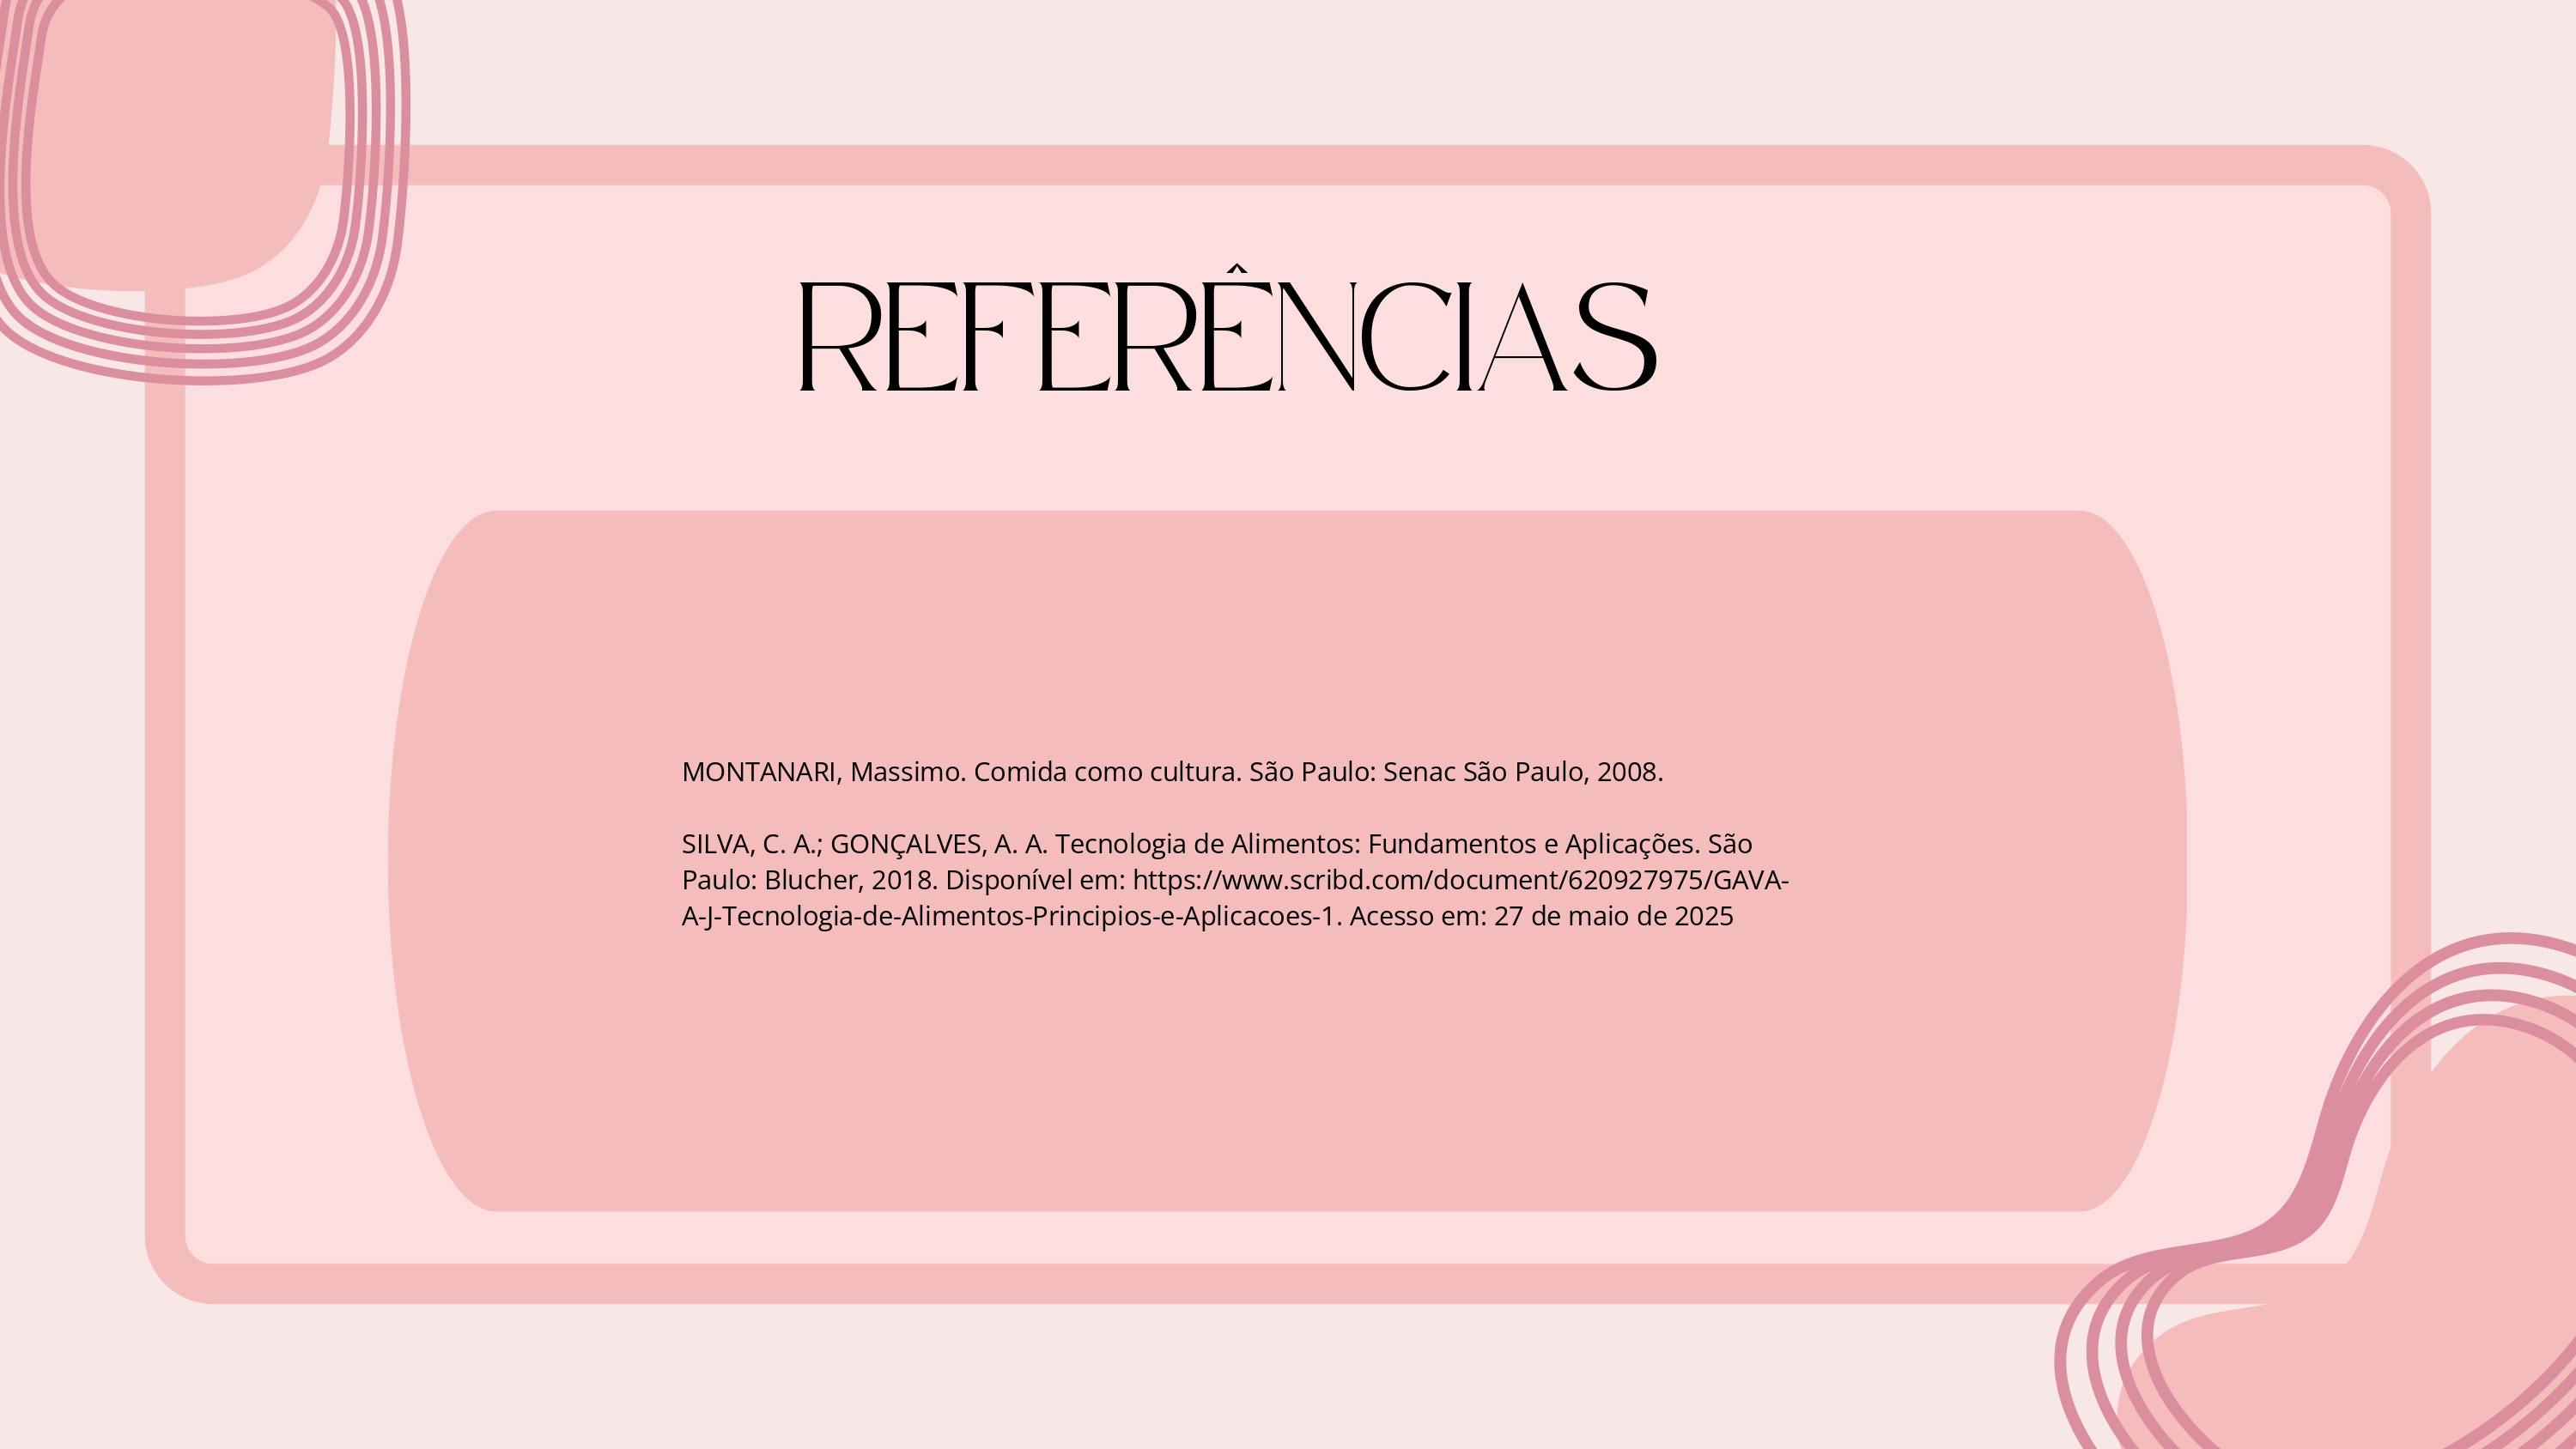 REFERÊNCIAS
MONTANARI, Massimo. Comida como cultura. São Paulo: Senac São Paulo, 2008.
SILVA, C. A.; GONÇALVES, A. A. Tecnologia de Alimentos: Fundamentos e Aplicações. São
Paulo: Blucher, 2018. Disponível em: https://www.scribd.com/document/620927975/GAVA-
A-J-Tecnologia-de-Alimentos-Principios-e-Aplicacoes-1. Acesso em: 27 de maio de 2025